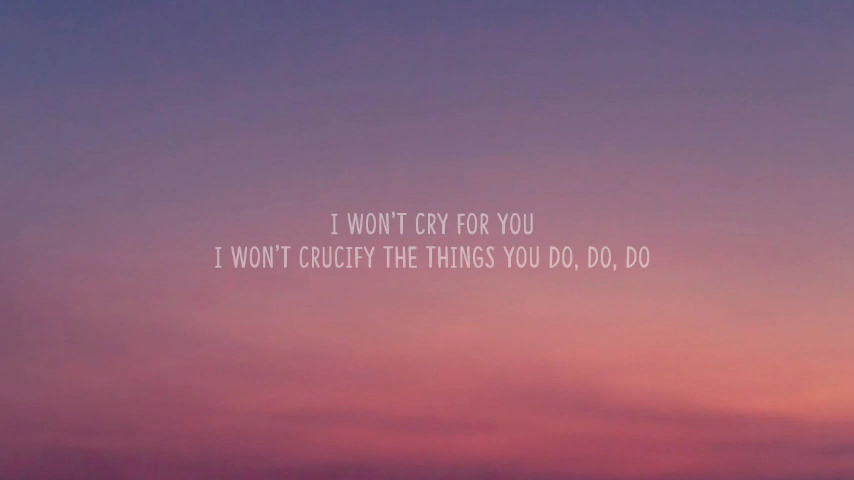 I WON'T CRY FOR YOU
I WON'T CRUCIFY THE THINGS YOU DO, DO, DO